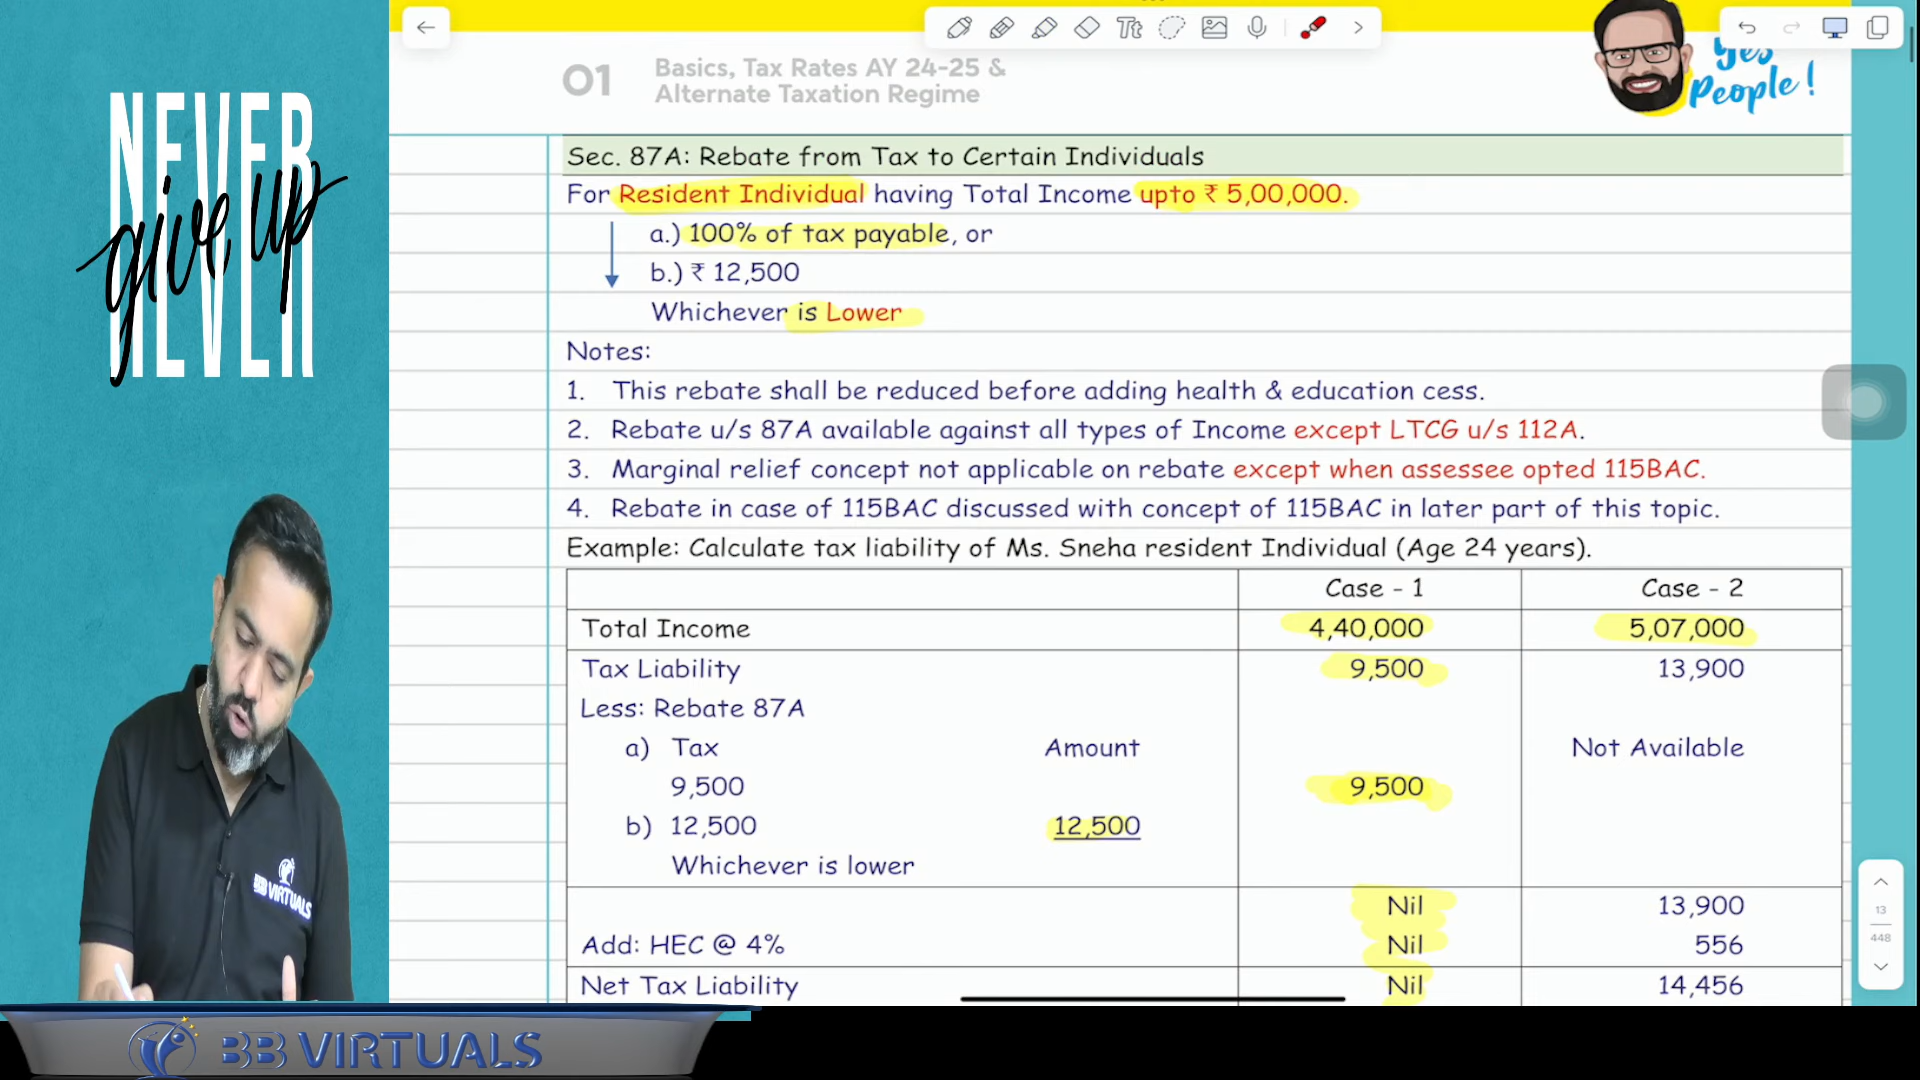 NEVER
give up
NEVER
01
Basics, Tax Rates AY 24-25 &
Alternate Taxation Regime
Yes
People!
Sec. 87A: Rebate from Tax to Certain Individuals
For Resident Individual having Total Income upto ₹ 5,00,000.
a.) 100% of tax payable, or
b.) ₹ 12,500
Whichever is Lower
Notes:
1. This rebate shall be reduced before adding health & education cess.
2. Rebate u/s 87A available against all types of Income except LTCG u/s 112A.
3. Marginal relief concept not applicable on rebate except when assessee opted 115BAC.
4. Rebate in case of 115BAC discussed with concept of 115BAC in later part of this topic.
Example: Calculate tax liability of Ms. Sneha resident Individual (Age 24 years).
Case - 1 Case - 2
Total Income 4,40,000 5,07,000
Tax Liability 9,500 13,900
Less: Rebate 87A
a) Tax Amount Not Available
9,500 9,500
b) 12,500 12,500
Whichever is lower
Nil 13,900
Add: HEC @ 4% Nil 556
Net Tax Liability Nil 14,456
Tt
13
448
BB VIRTUALS
BB VIRTUALS